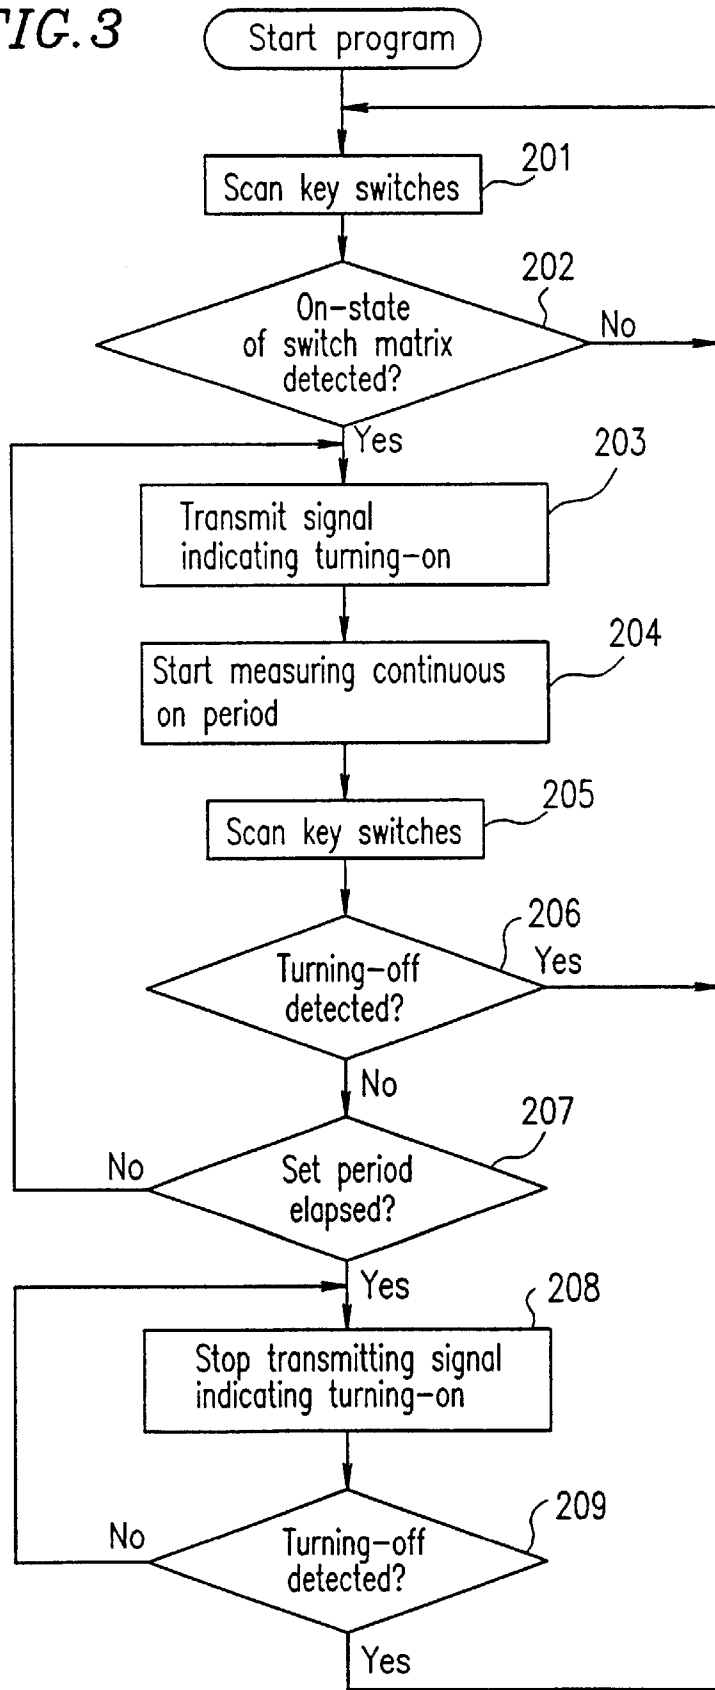 FIG.3
Start program
201
Scan key switches
202
On-state
of switch matrix
detected?
No
Yes
203
Transmit signal
indicating turning-on
204
Start measuring continuous
on period
205
Scan key switches
206
Turning-off
detected?
Yes
No
207
Set period
elapsed?
No
Yes
208
Stop transmitting signal
indicating turning-on
209
Turning-off
detected?
No
Yes